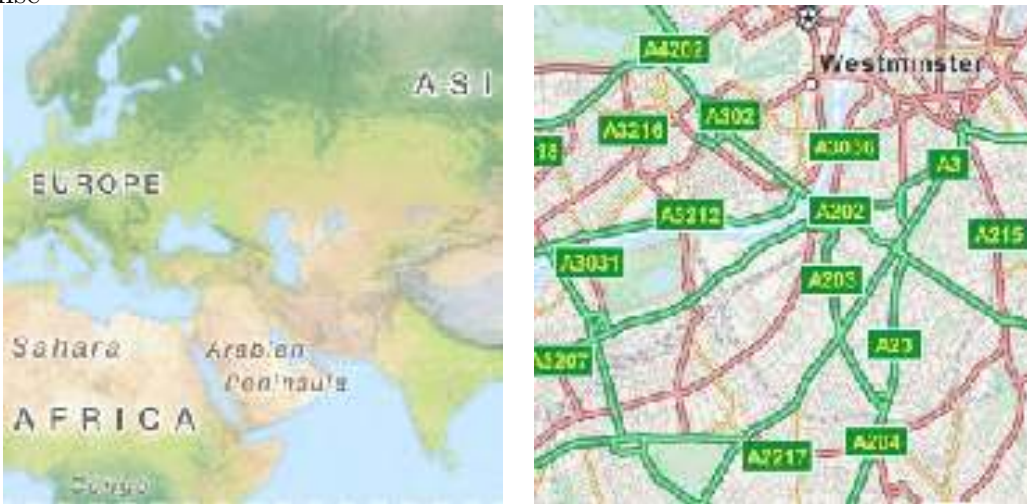 ASI
EUROPE
Sahara
Arabian
Peninsula
AFRICA
Congo
A4202
Westminster
A302
A3216
A3036
A3
A3212
A202
A215
A3031
A203
A23
A204
A2217